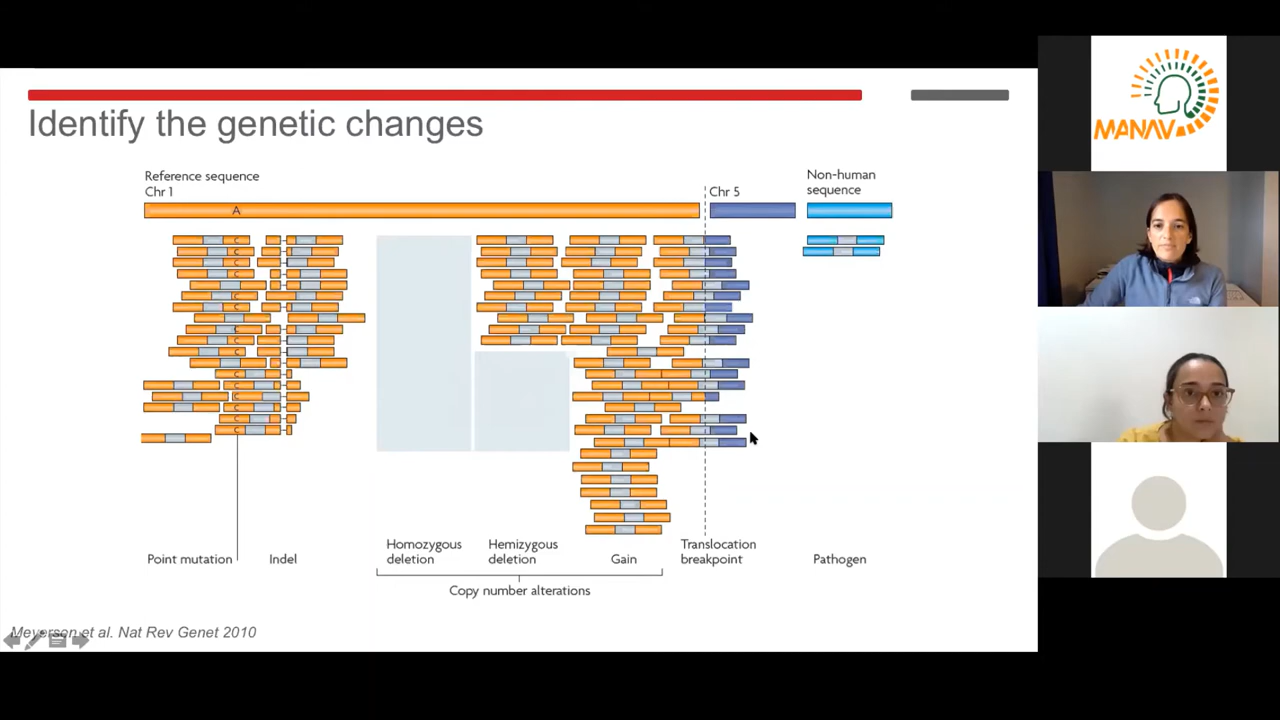 Identify the genetic changes
Reference sequence
Chr 1
Chr 5
Non-human
sequence
A
Point mutation
Indel
Homozygous
deletion
Hemizygous
deletion
Gain
Translocation
breakpoint
Pathogen
Copy number alterations
Meyerson et al. Nat Rev Genet 2010
MANAV